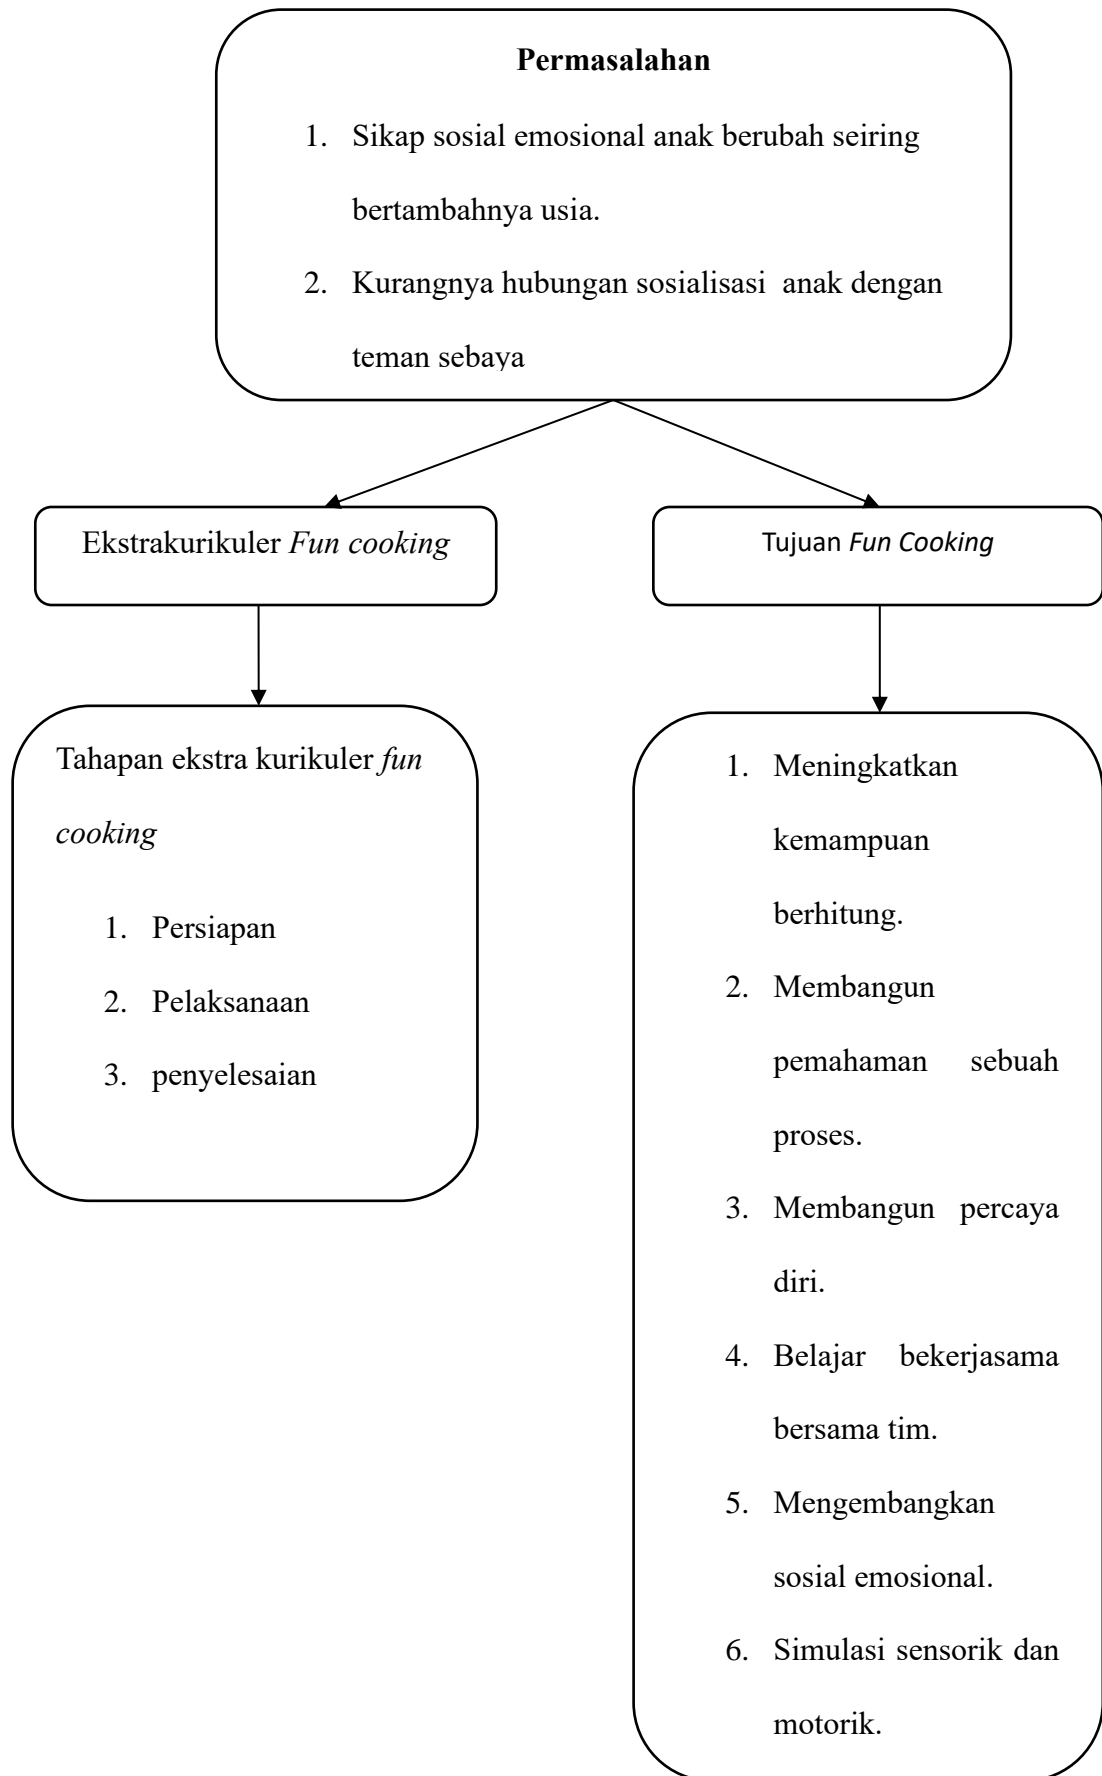 Permasalahan
1. Sikap sosial emosional anak berubah seiring
bertambahnya usia.
2. Kurangnya hubungan sosialisasi  anak dengan
teman sebaya
Ekstrakurikuler Fun cooking
Tujuan Fun Cooking
Tahapan ekstra kurikuler fun
cooking
1. Persiapan
2. Pelaksanaan
3. penyelesaian
1. Meningkatkan
kemampuan
berhitung.
2. Membangun
pemahaman sebuah
proses.
3. Membangun percaya
diri.
4. Belajar bekerjasama
bersama tim.
5. Mengembangkan
sosial emosional.
6. Simulasi sensorik dan
motorik.